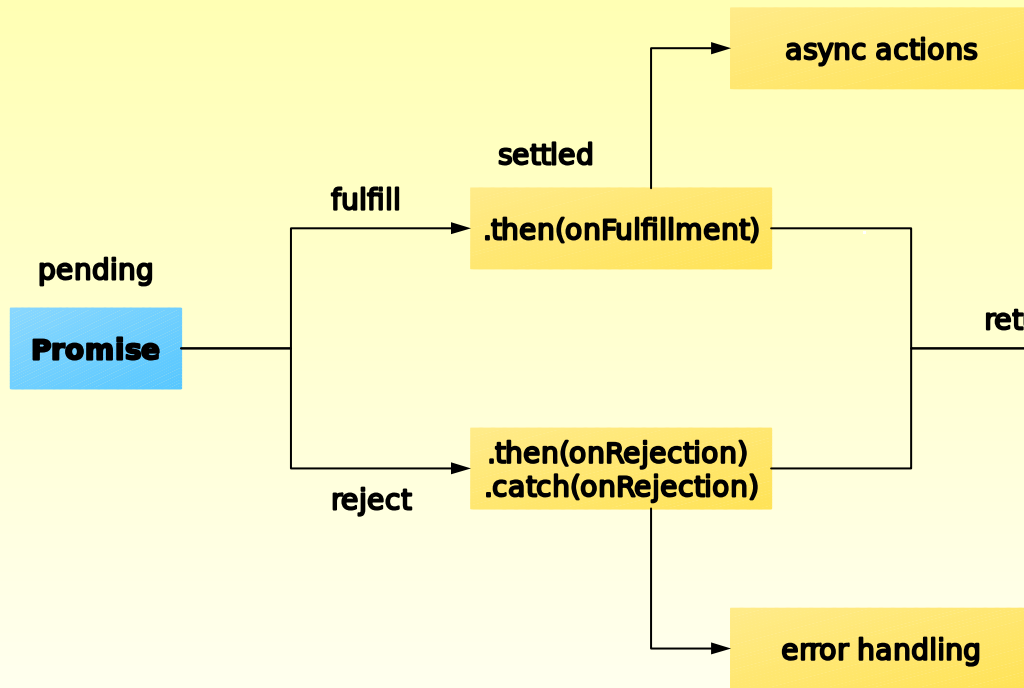 async actions
settled
fulfill
.then(onFulfillment)
pending
Promise
.then(onRejection)
.catch(onRejection)
reject
error handling